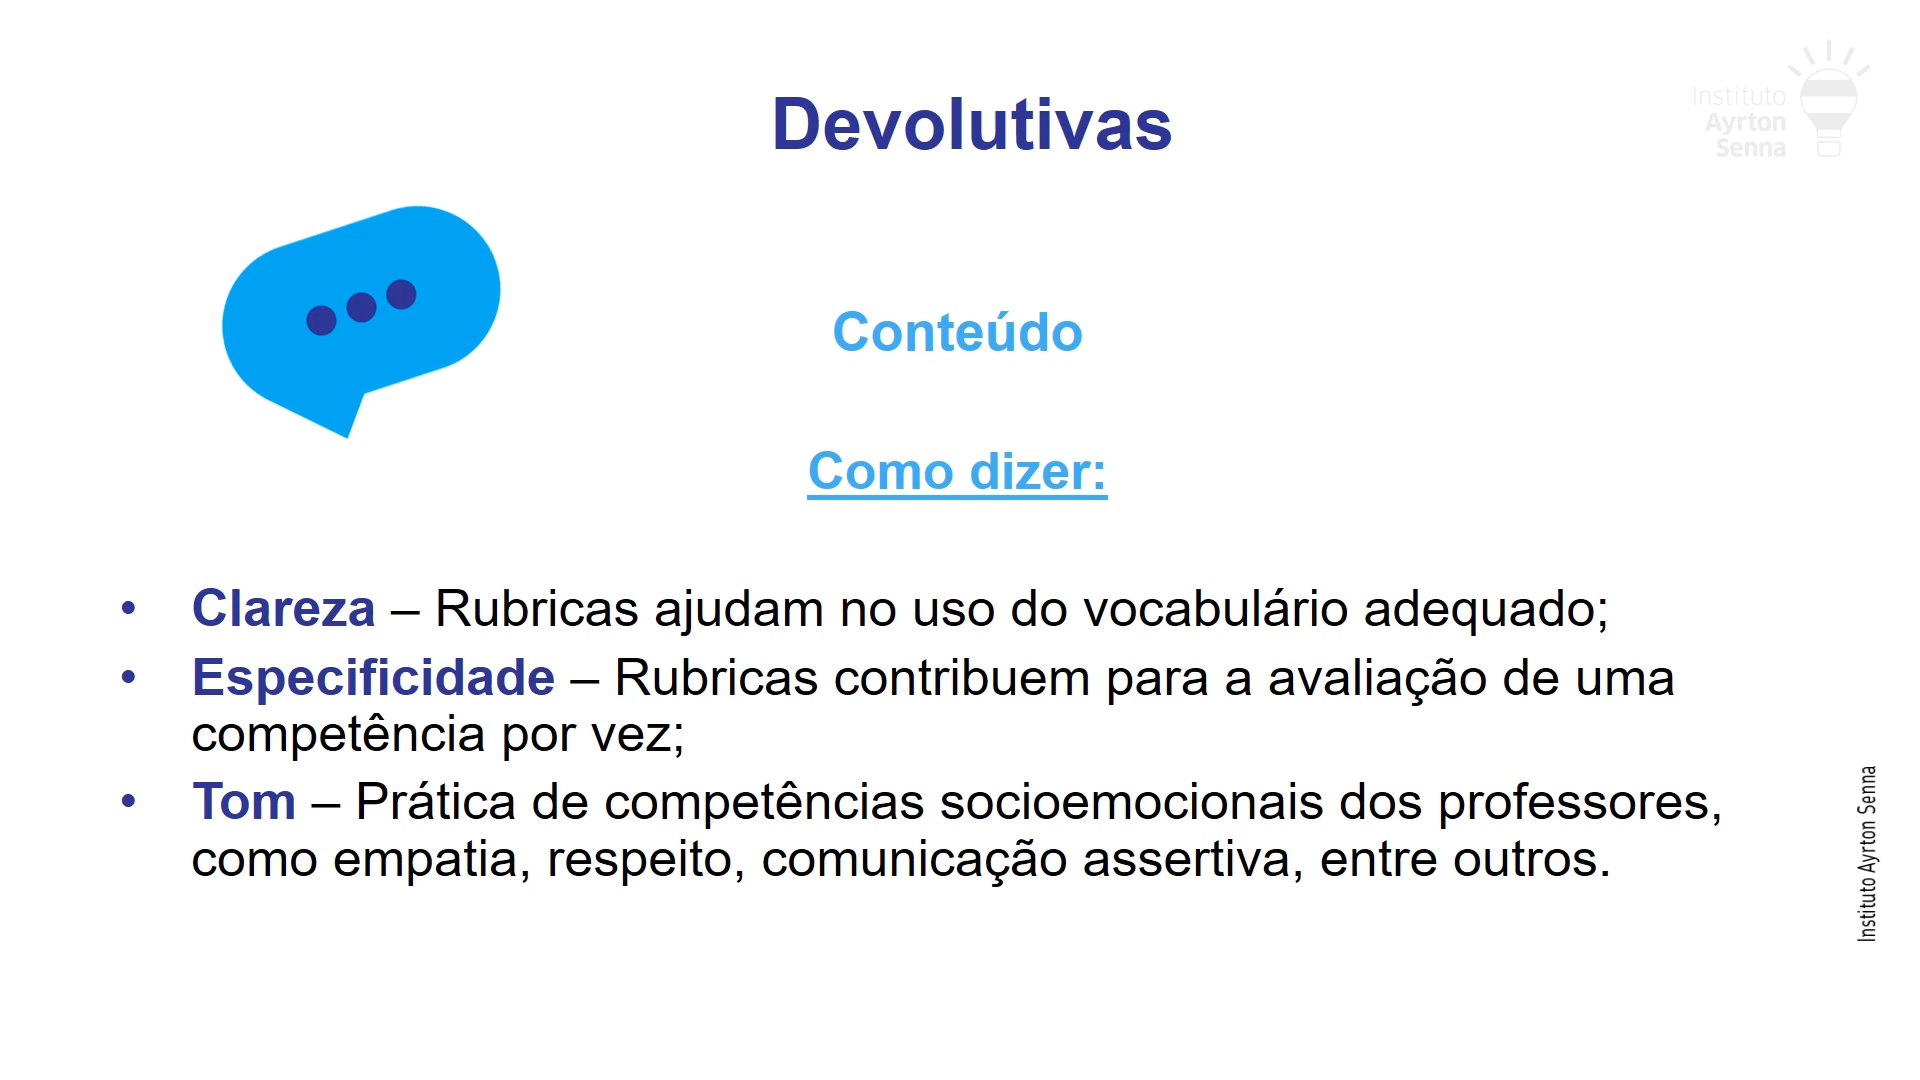 Devolutivas
Instituto
Ayrton
Senna
Conteúdo
Como dizer:
• Clareza – Rubricas ajudam no uso do vocabulário adequado;
• Especificidade – Rubricas contribuem para a avaliação de uma
competência por vez;
• Tom – Prática de competências socioemocionais dos professores,
como empatia, respeito, comunicação assertiva, entre outros.
Instituto Ayrton Senna